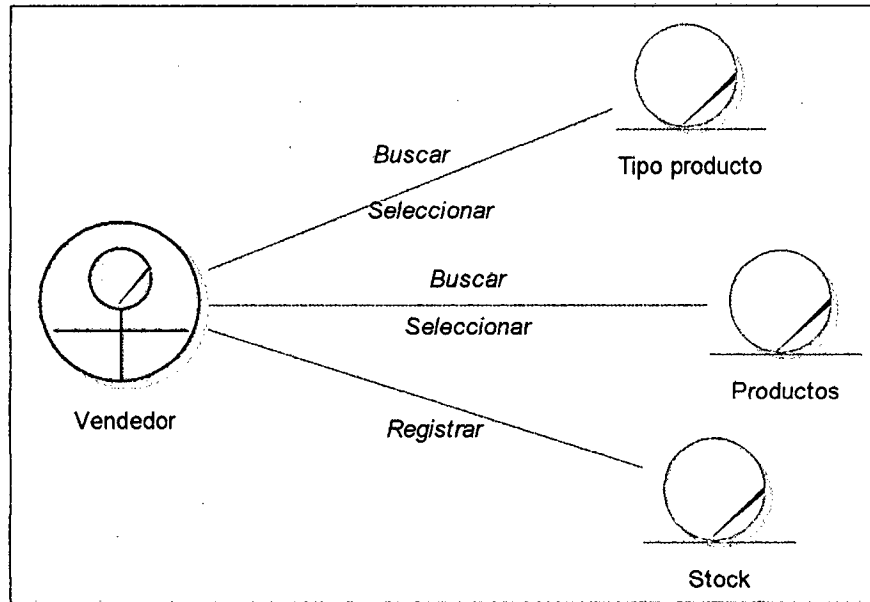 Buscar
Tipo producto
Seleccionar
Buscar
Seleccionar
Productos
Vendedor
Registrar
Stock